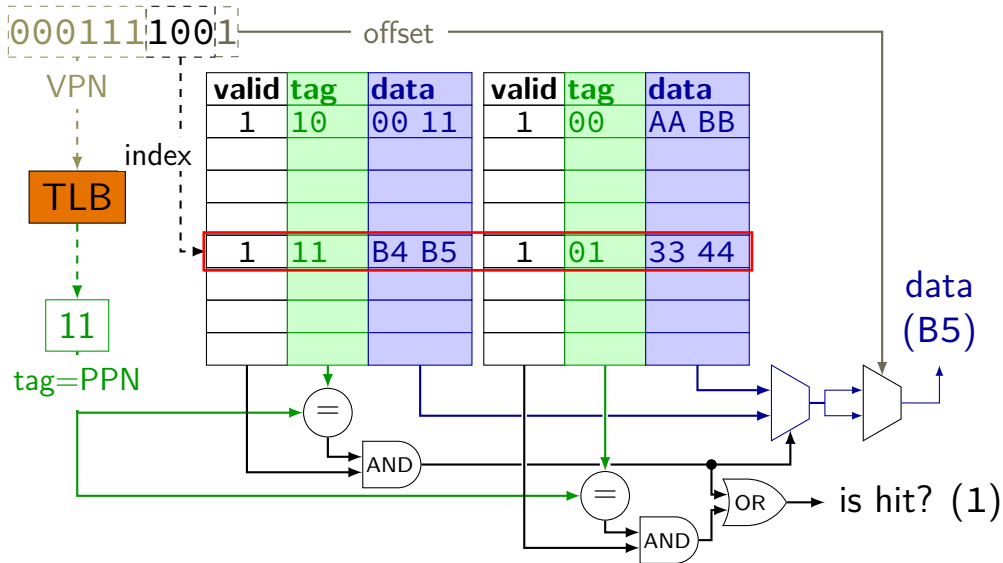 0001111001 offset
VPN
index
TLB
11
tag=PPN
valid tag data valid tag data
1 10 00 11 1 00 AA BB
1 11 B4 B5 1 01 33 44
data
(B5)
=
AND
=
AND
OR
is hit? (1)